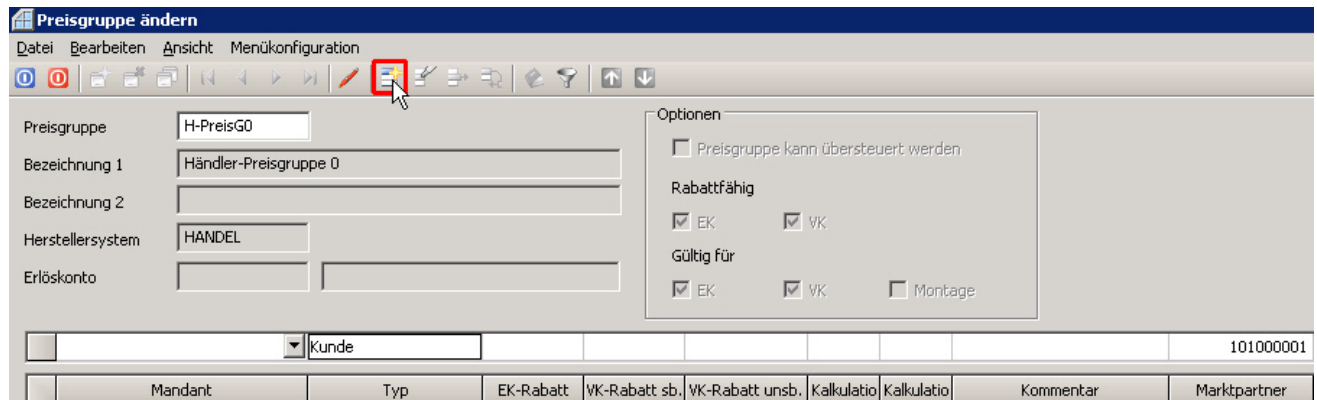 Preisgruppe ändern
Datei Bearbeiten Ansicht Menükonfiguration
Preisgruppe H-PreisG0
Bezeichnung 1 Händler-Preisgruppe 0
Bezeichnung 2
Herstellersystem HANDEL
Erlöskonto
Optionen
Preisgruppe kann übersteuert werden
Rabattfähig
EK VK
Gültig für
EK VK Montage
Kunde 101000001
Mandant Typ EK-Rabatt VK-Rabatt sb. VK-Rabatt unsb. Kalkulatio Kalkulatio Kommentar Marktpartner